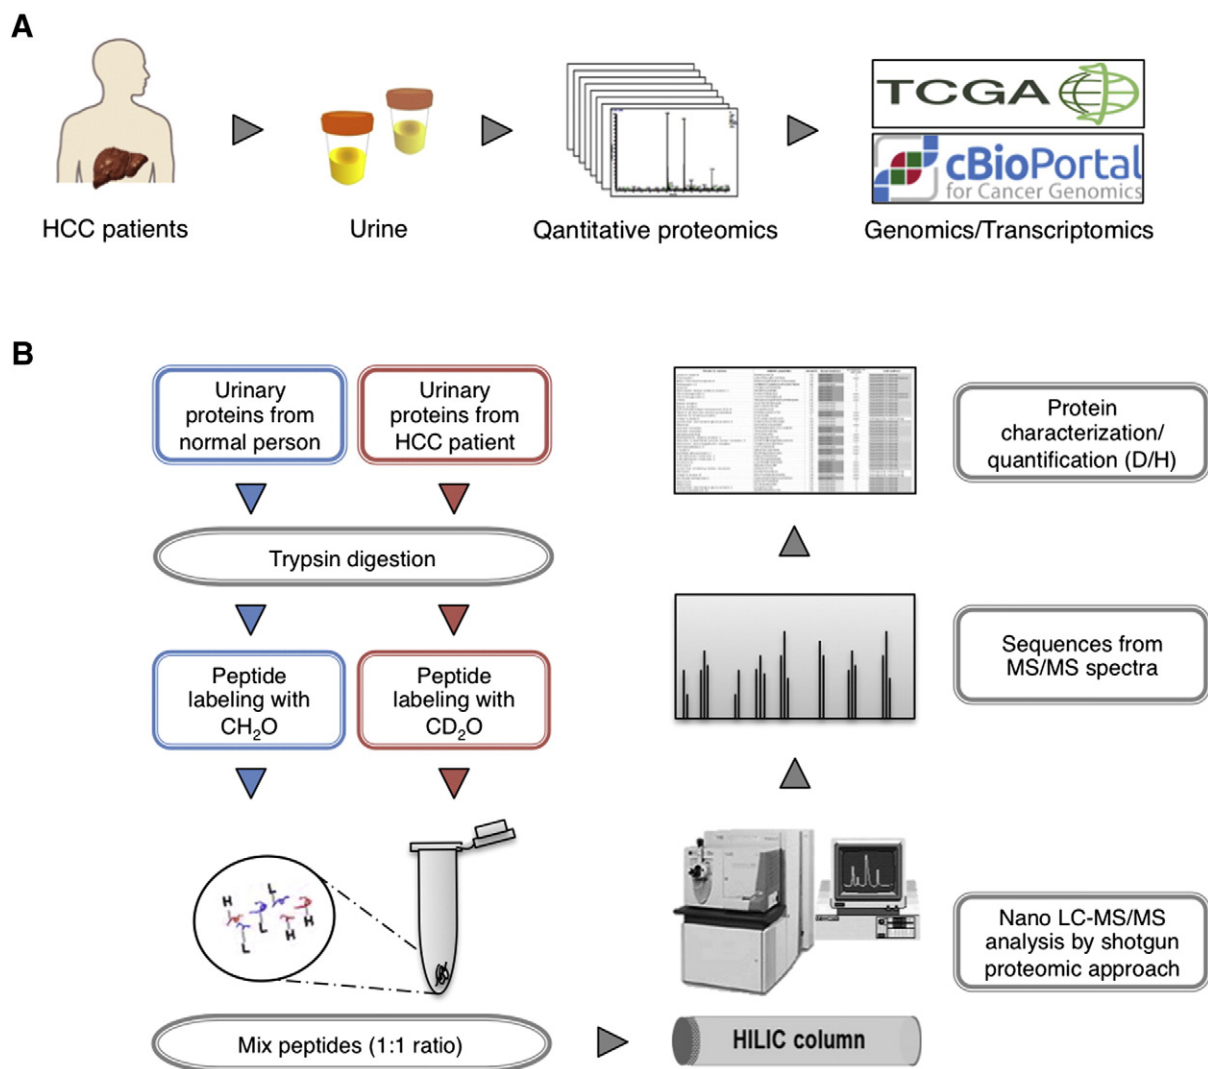 A
TCGA
cBioPortal
for Cancer Genomics
HCC patients
Urine
Qantitative proteomics
Genomics/Transcriptomics
B
Urinary
proteins from
normal person
Urinary
proteins from
HCC patient
Trypsin digestion
Peptide
labeling with
CH₂O
Peptide
labeling with
CD₂O
H
L
L
H
L
H
Mix peptides (1:1 ratio)
HILIC column
Nano LC-MS/MS
analysis by shotgun
proteomic approach
Sequences from
MS/MS spectra
Protein
characterization/
quantification (D/H)